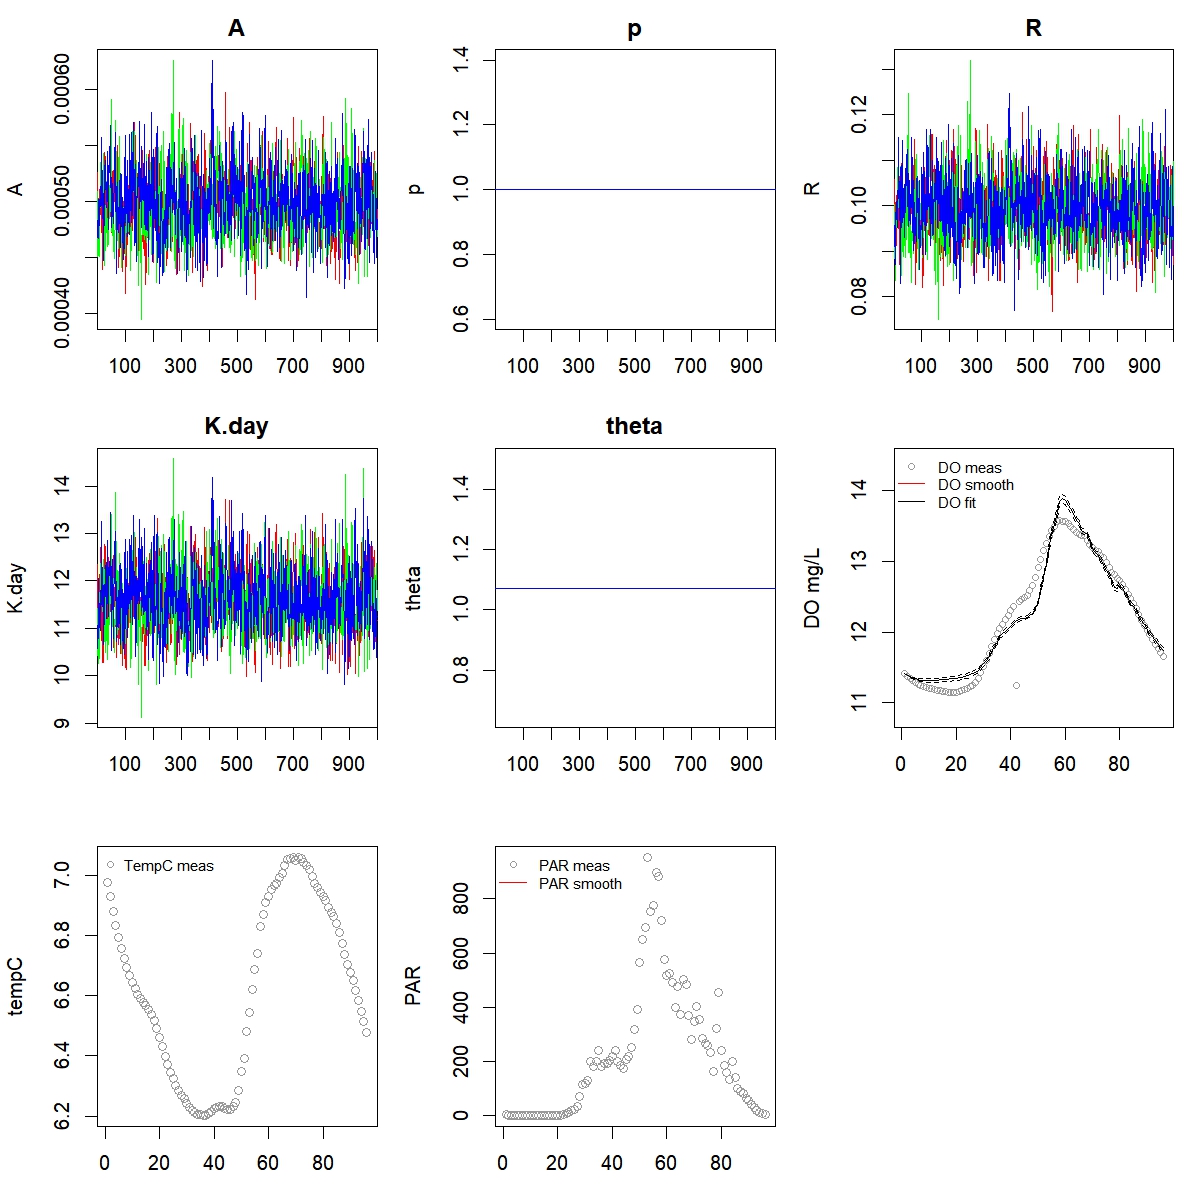 A
A
0.00040
0.00050
0.00060
100 300 500 700 900
p
p
0.6 0.8 1.0 1.2 1.4
100 300 500 700 900
R
R
0.08 0.10 0.12
100 300 500 700 900
K.day
K.day
9 10 11 12 13 14
100 300 500 700 900
theta
theta
0.8 1.0 1.2 1.4
100 300 500 700 900
DO mg/L
11 12 13 14
DO meas
DO smooth
DO fit
0 20 40 60 80
tempC
6.2 6.4 6.6 6.8 7.0
TempC meas
0 20 40 60 80
PAR
0 200 400 600 800
PAR meas
PAR smooth
0 20 40 60 80